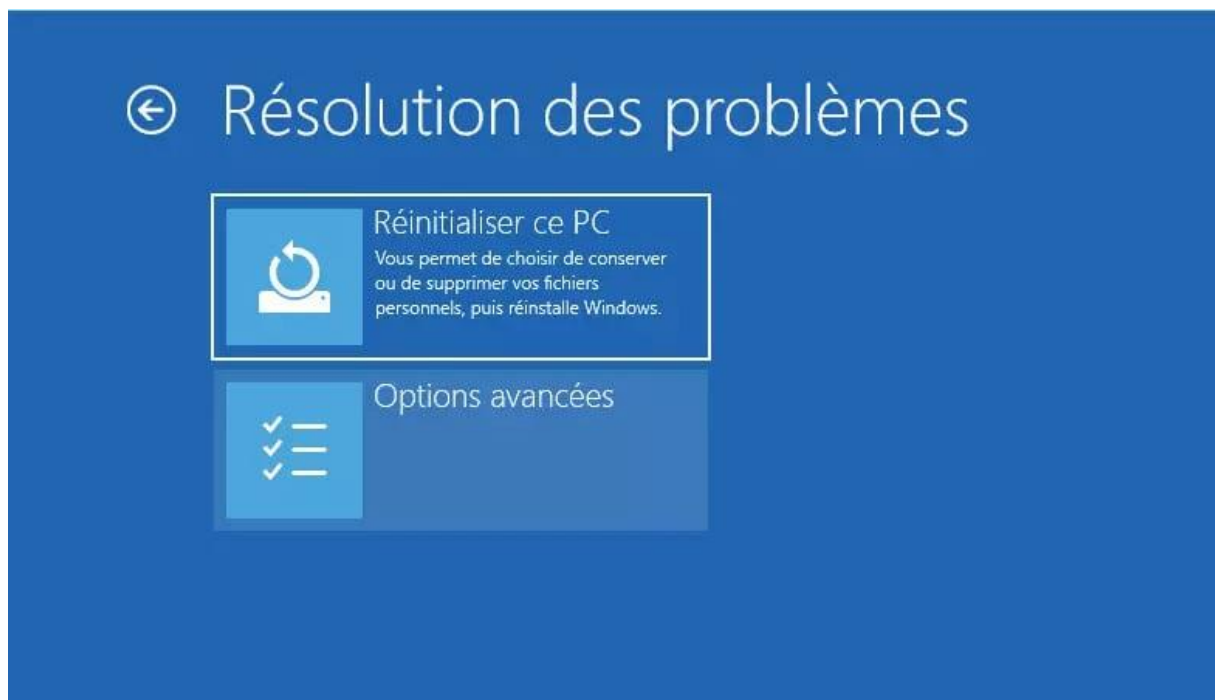 Résolution des problèmes
Réinitialiser ce PC
Vous permet de choisir de conserver
ou de supprimer vos fichiers
personnels, puis réinstalle Windows.
Options avancées